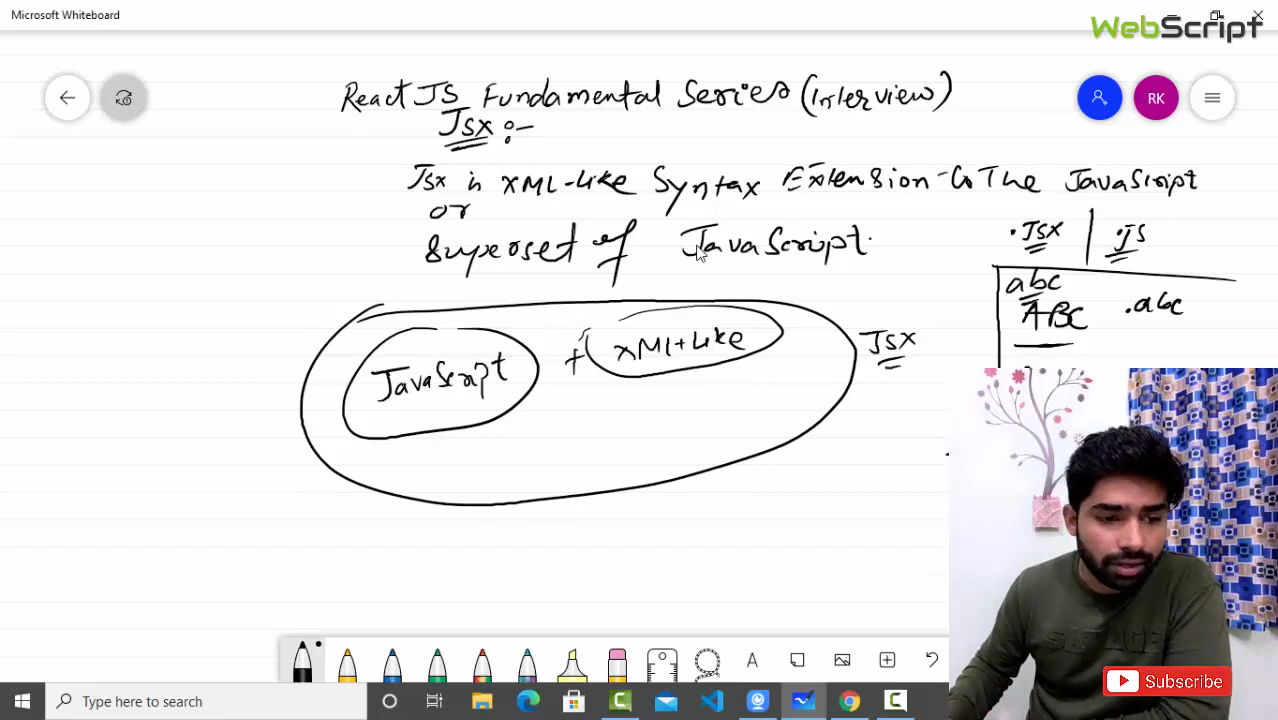 Microsoft Whiteboard
WebScript
React JS Fundamental Series (Interview)
RK
JSX :-
JSX is XML-like Syntax Extension to The JavaScript
or
Superset of JavaScript.
.JSX | .JS
abc
ABC .abc
JavaScript + XML+Like JSX
Subscribe
A
Type here to search